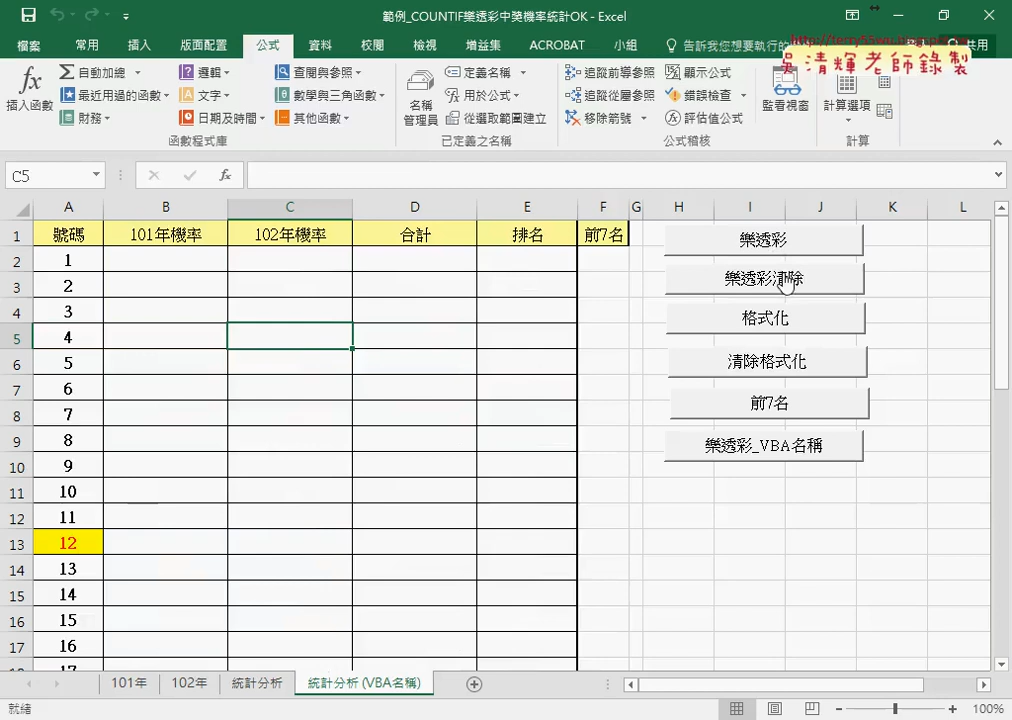 範例_COUNTIF樂透彩中獎機率統計OK - Excel
檔案 常用 插入 版面配置 公式 資料 校閱 檢視 增益集 ACROBAT 小組 告訴我您想要執行的 共用
吳清輝老師錄製
Σ 自動加總 邏輯 查閱與參照 定義名稱 追蹤前導參照 顯示公式
最近用過的函數 文字 數學與三角函數 用於公式 追蹤從屬參照 錯誤檢查
財務 日期及時間 其他函數 從選取範圍建立 移除箭號 評估值公式
fx 插入函數 名稱管理員 監看視窗 計算選項
函數程式庫 已定義之名稱 公式稽核 計算
C5 fx
A B C D E F G H I J K L
1 號碼 101年機率 102年機率 合計 排名 前7名
2 1
3 2
4 3
5 4
6 5
7 6
8 7
9 8
10 9
11 10
12 11
13 12
14 13
15 14
16 15
17 16
17
樂透彩
樂透彩清除
格式化
清除格式化
前7名
樂透彩_VBA名稱
101年 102年 統計分析 統計分析 (VBA名稱)
就緒 100%